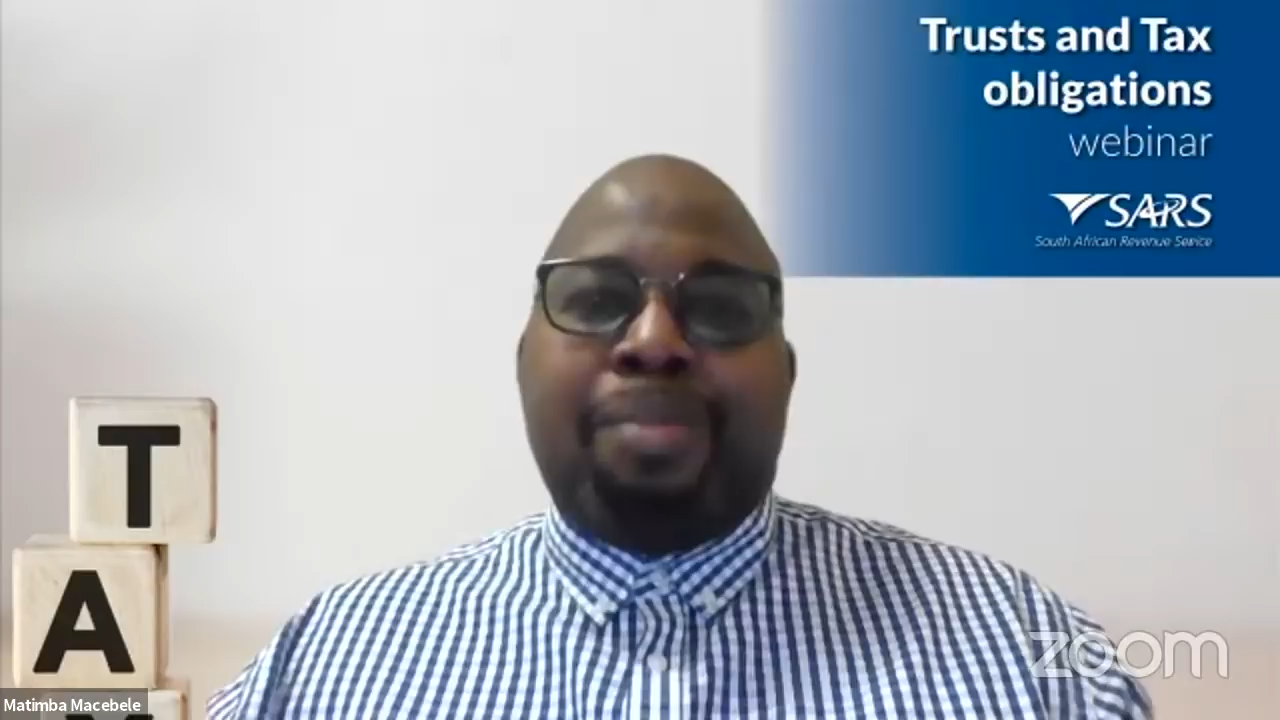 Trusts and Tax
obligations
webinar
SARS
South African Revenue Service
T
A
zoom
Matimba Macebele